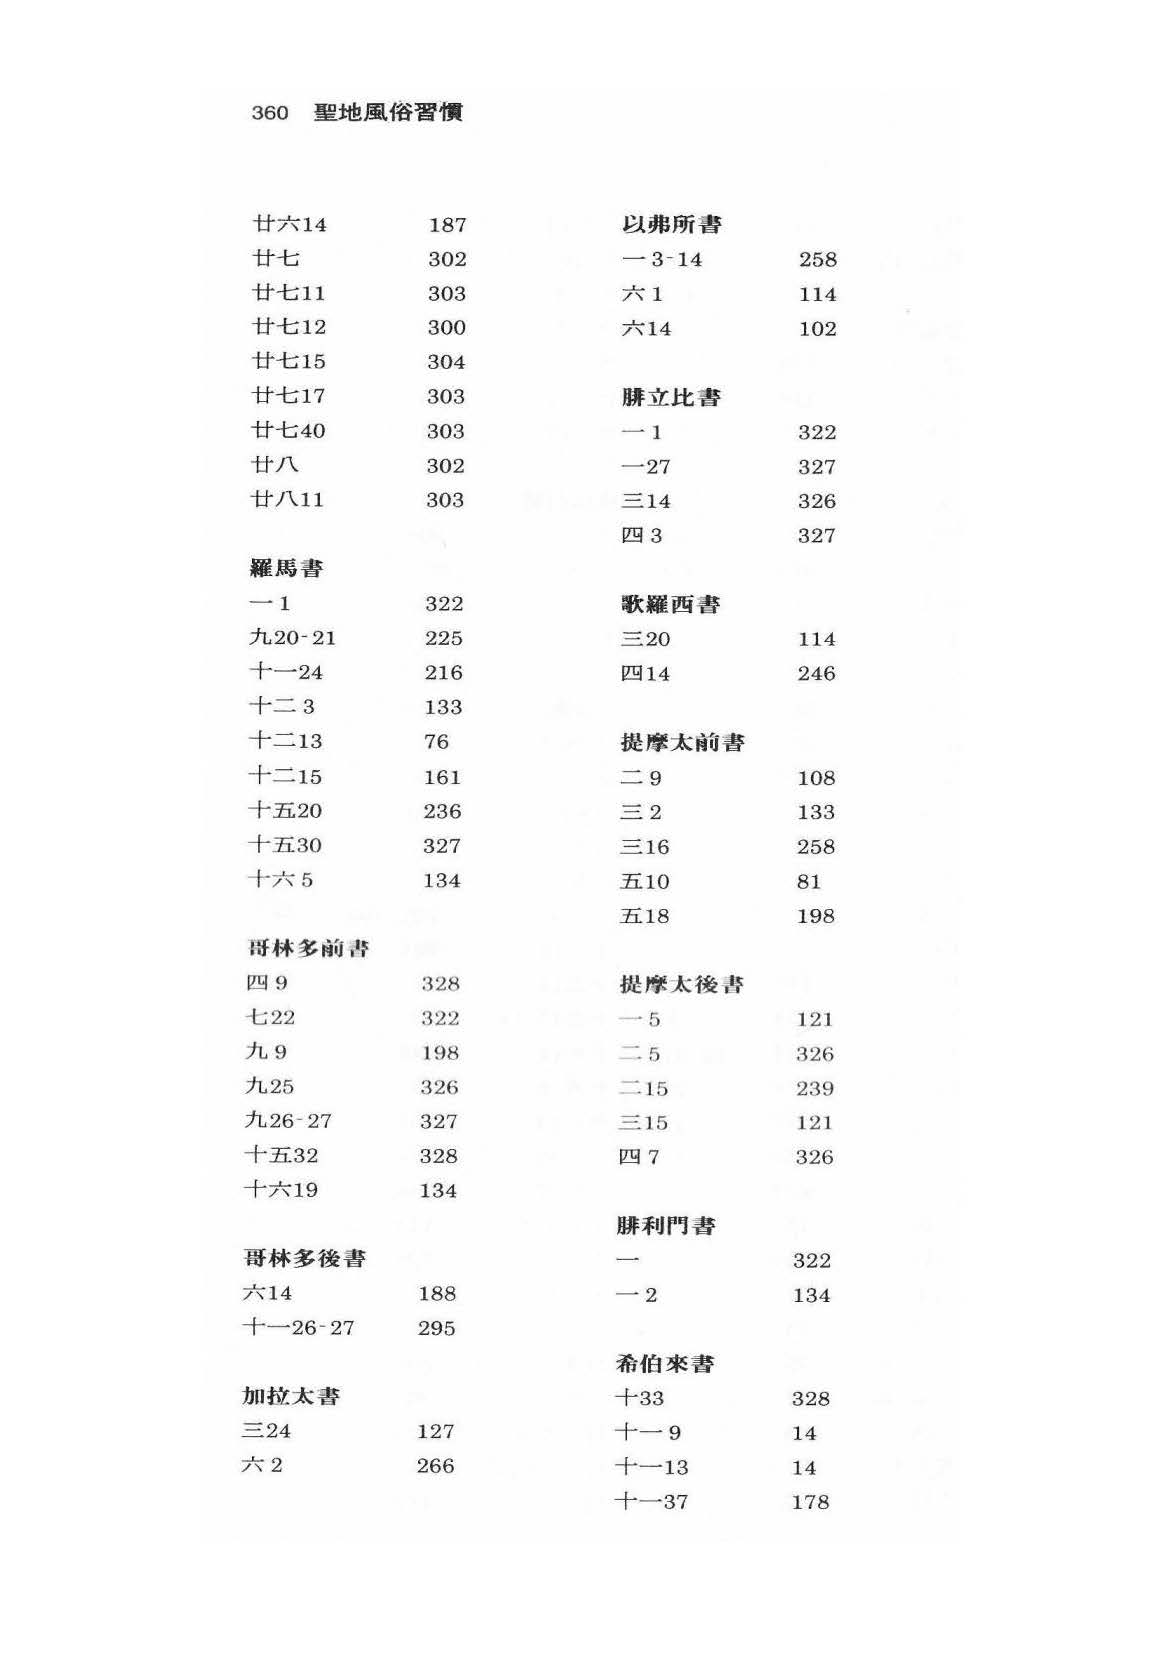 360 聖地風俗習慣
廿六14 187
廿七 302
廿七11 303
廿七12 300
廿七15 304
廿七17 303
廿七40 303
廿八 302
廿八11 303
羅馬書
一1 322
九20-21 225
十一24 216
十二3 133
十二13 76
十二15 161
十五20 236
十五30 327
十六5 134
哥林多前書
四9 328
七22 322
九9 198
九25 326
九26-27 327
十五32 328
十六19 134
哥林多後書
六14 188
十一26-27 295
加拉太書
三24 127
六2 266
以弗所書
一3-14 258
六1 114
六14 102
腓立比書
一1 322
一27 327
三14 326
四3 327
歌羅西書
三20 114
四14 246
提摩太前書
二9 108
三2 133
三16 258
五10 81
五18 198
提摩太後書
一5 121
二5 326
二15 239
三15 121
四7 326
腓利門書
一 322
一2 134
希伯來書
十33 328
十一9 14
十一13 14
十一37 178